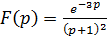 F(p) = e^{-3p} / (p+1)^2